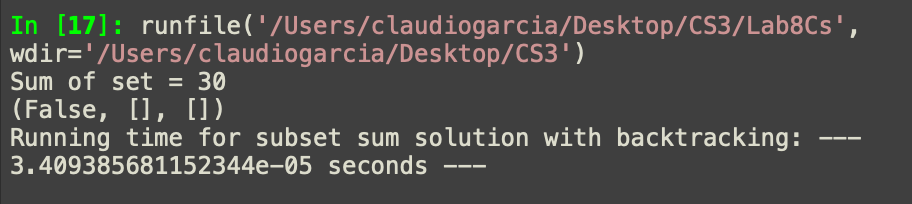 In [17]: runfile('/Users/claudiogarcia/Desktop/CS3/Lab8Cs',
wdir='/Users/claudiogarcia/Desktop/CS3')
Sum of set = 30
(False, [], [])
Running time for subset sum solution with backtracking: ---
3.409385681152344e-05 seconds ---